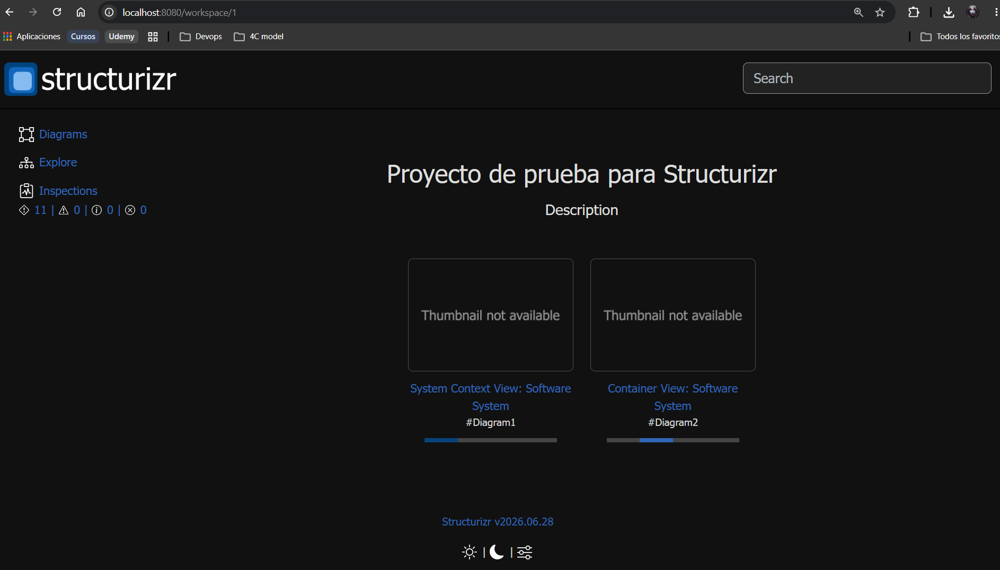 localhost:8080/workspace/1
Aplicaciones
Cursos
Udemy
Devops
4C model
Todos los favoritos
structurizr
Search
Diagrams
Explore
Inspections
11 | 0 | 0 | 0
Proyecto de prueba para Structurizr
Description
Thumbnail not available
Thumbnail not available
System Context View: Software
System
#Diagram1
Container View: Software
System
#Diagram2
Structurizr v2026.06.28
| |